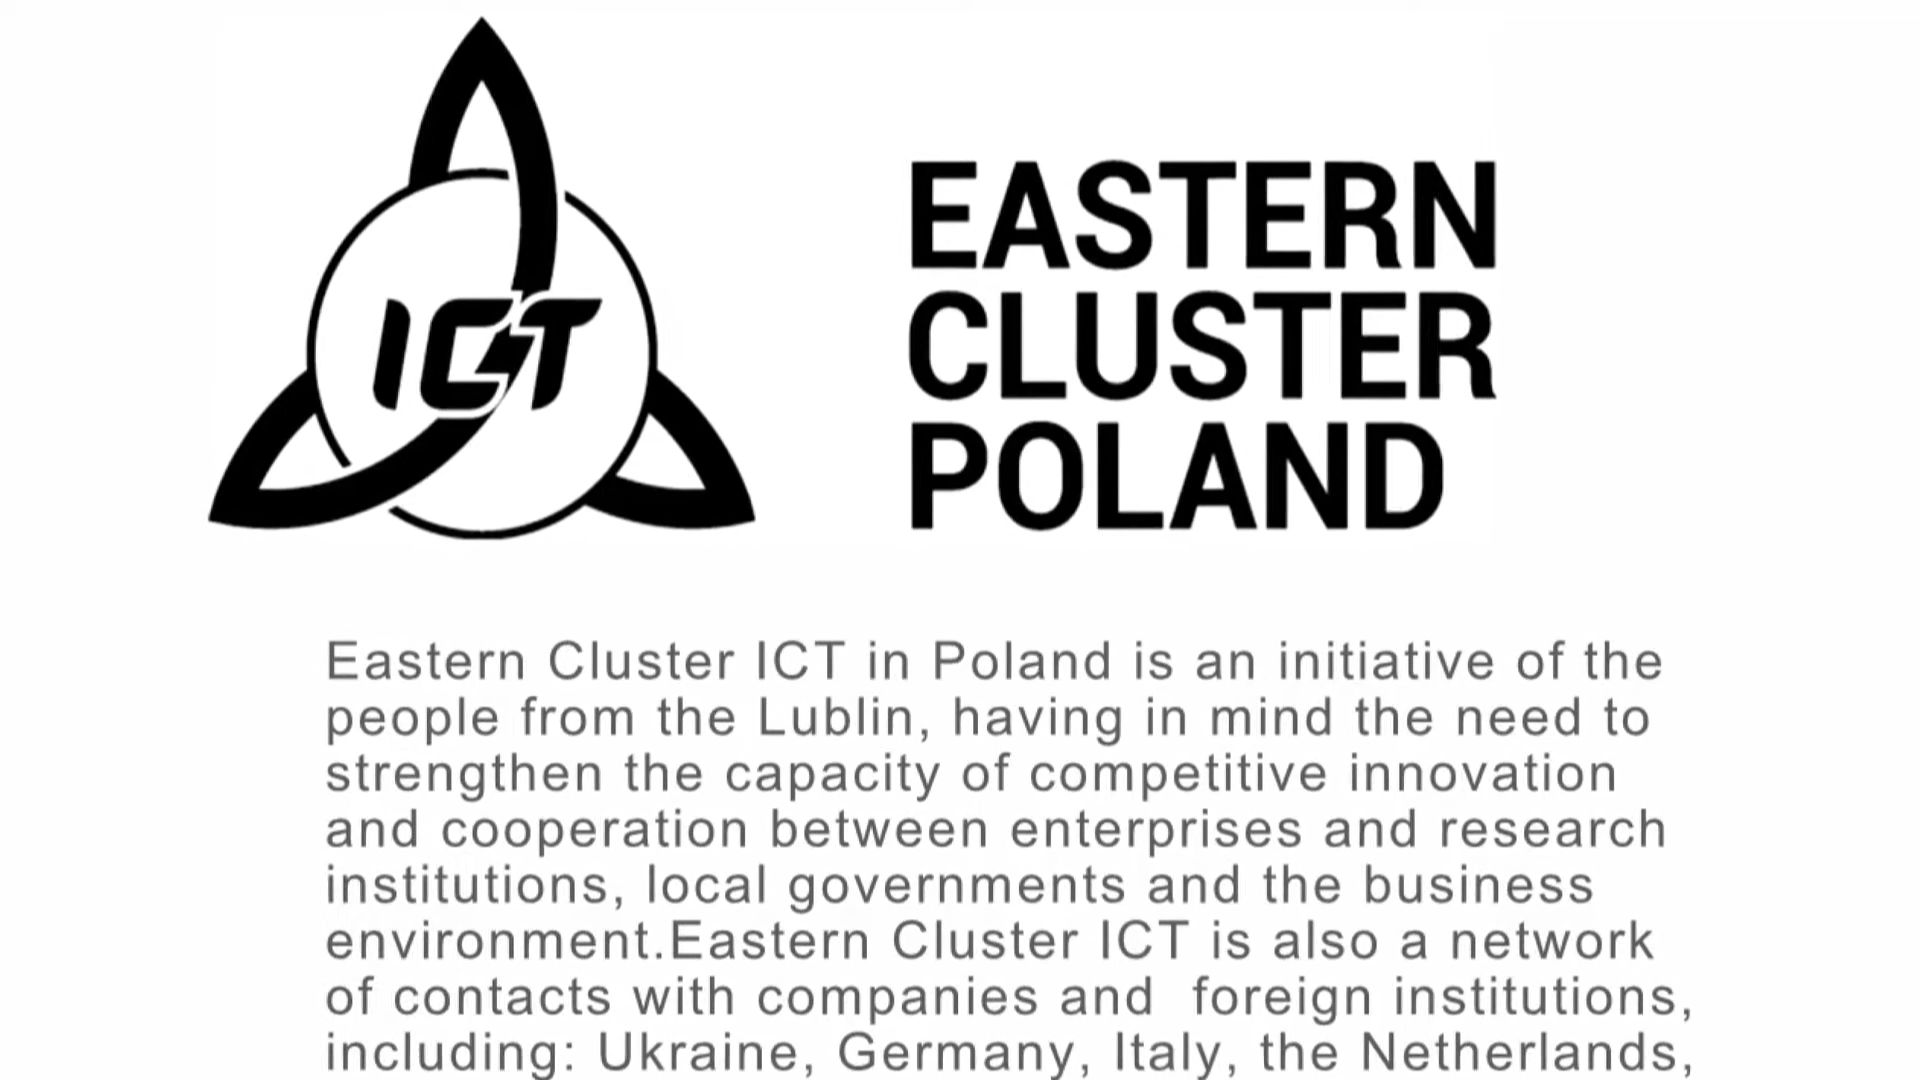 ICT
EASTERN
CLUSTER
POLAND
Eastern Cluster ICT in Poland is an initiative of the
people from the Lublin, having in mind the need to
strengthen the capacity of competitive innovation
and cooperation between enterprises and research
institutions, local governments and the business
environment.Eastern Cluster ICT is also a network
of contacts with companies and  foreign institutions,
including: Ukraine, Germany, Italy, the Netherlands,